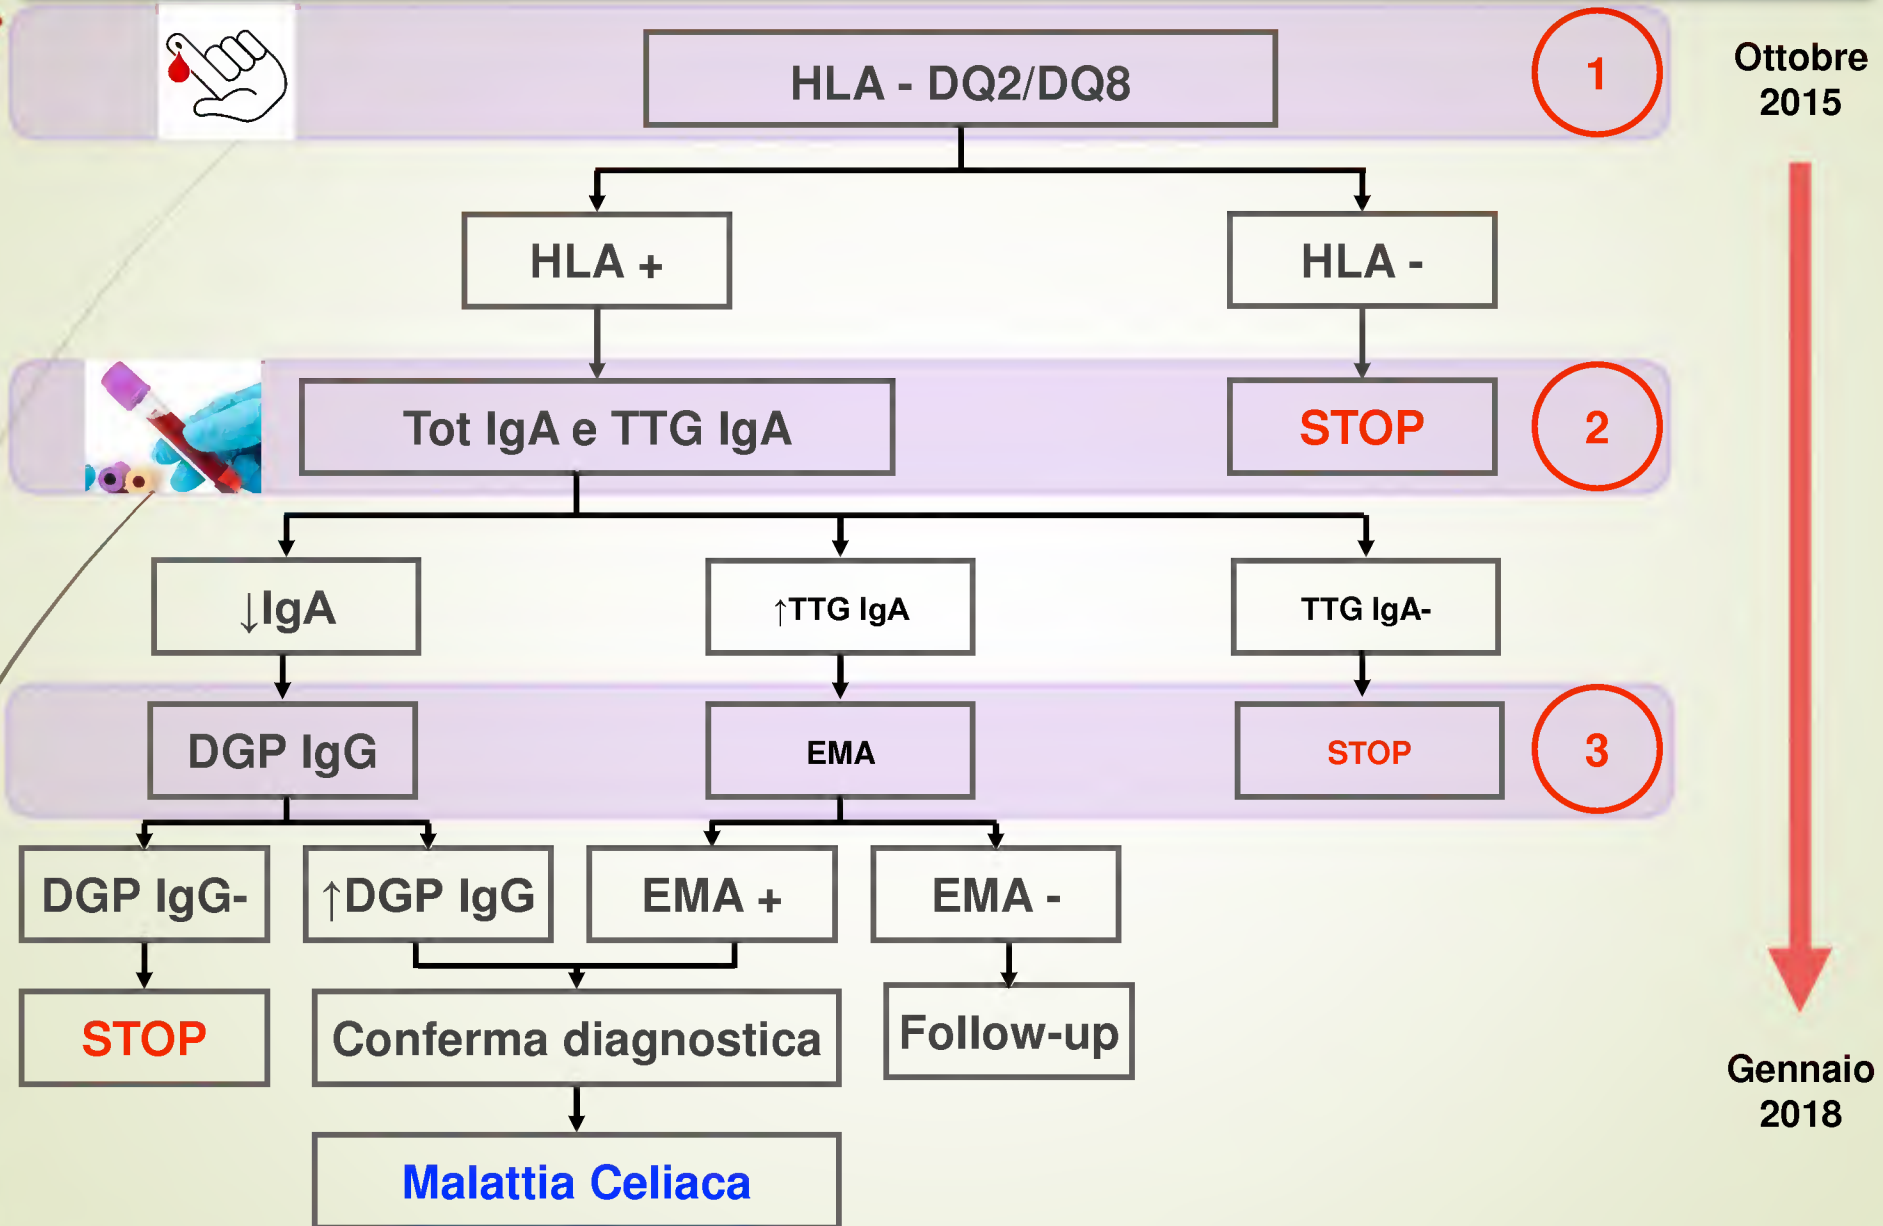 HLA - DQ2/DQ8
1
Ottobre
2015
HLA +
HLA -
Tot IgA e TTG IgA
STOP
2
↓IgA
↑TTG IgA
TTG IgA-
DGP IgG
EMA
STOP
3
DGP IgG-
↑DGP IgG
EMA +
EMA -
STOP
Conferma diagnostica
Follow-up
Gennaio
2018
Malattia Celiaca